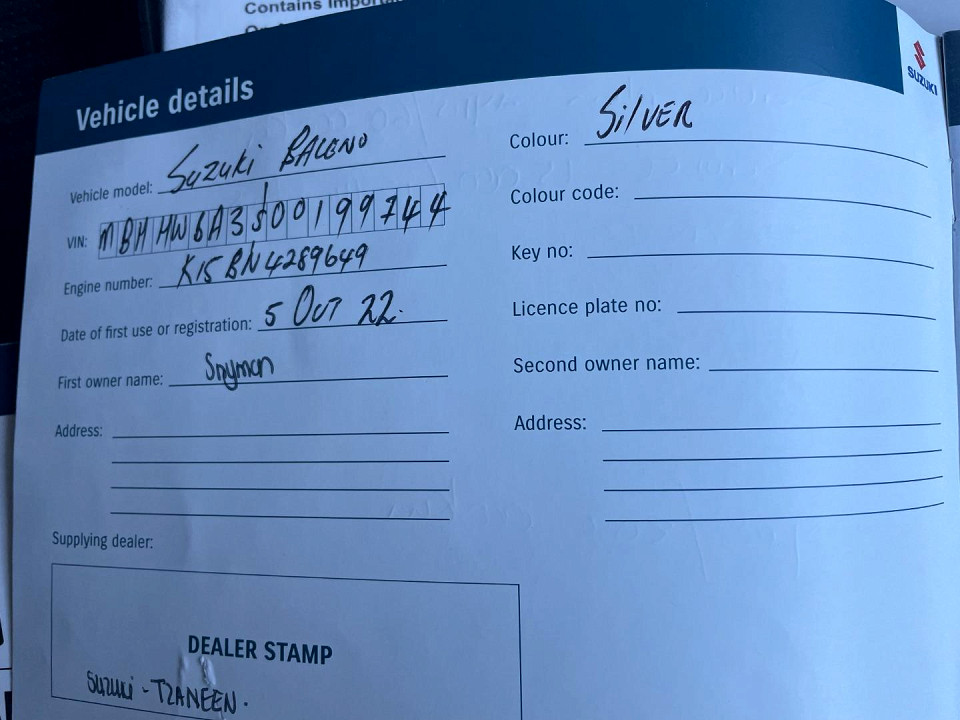 Contains Import
SUZUKI
Vehicle details
Vehicle model: Suzuki BALENO
VIN: MBHHWBA3S00199744
Engine number: K15BN4289649
Date of first use or registration: 5 Oct 22.
First owner name: Snyman
Address:
Supplying dealer:
DEALER STAMP
Suzuki - TZANEEN.
Colour: SilVER
Colour code:
Key no:
Licence plate no:
Second owner name:
Address: